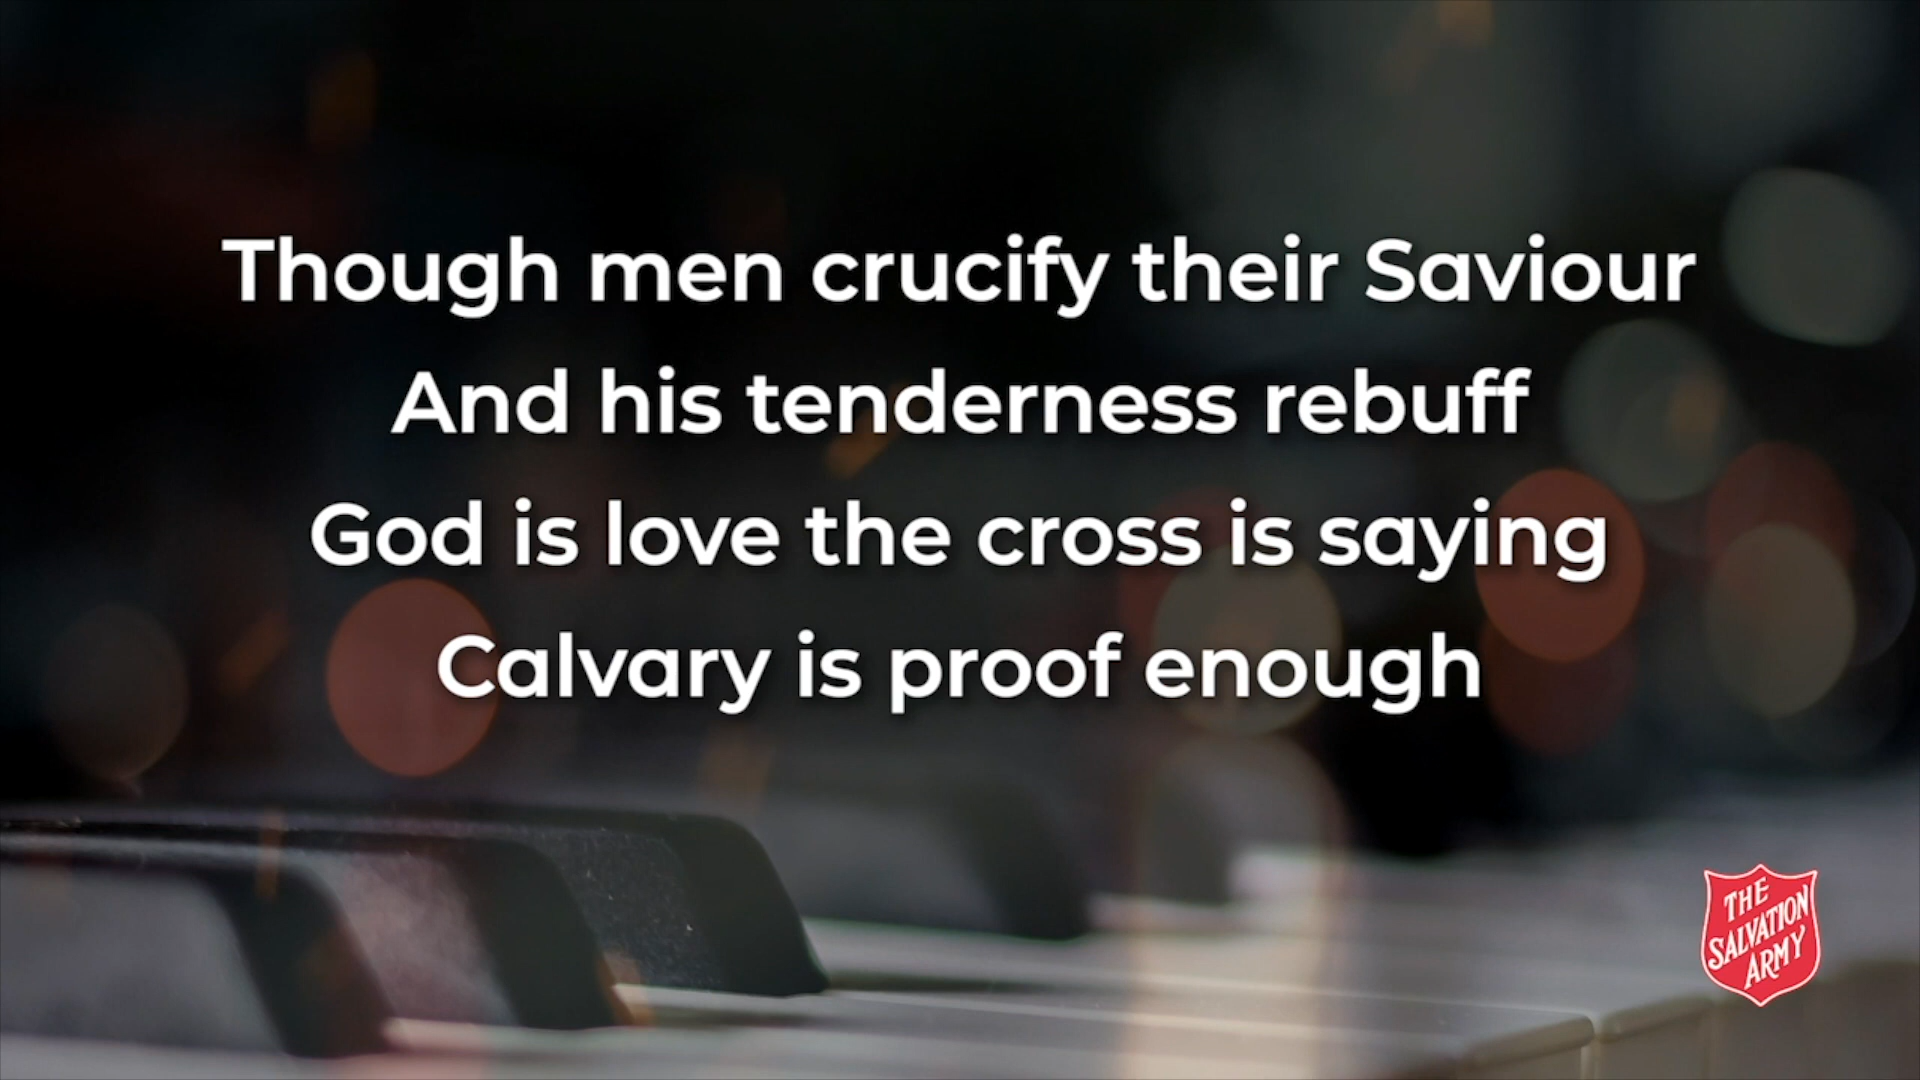 Though men crucify their Saviour
And his tenderness rebuff
God is love the cross is saying
Calvary is proof enough
THE
SALVATION
ARMY